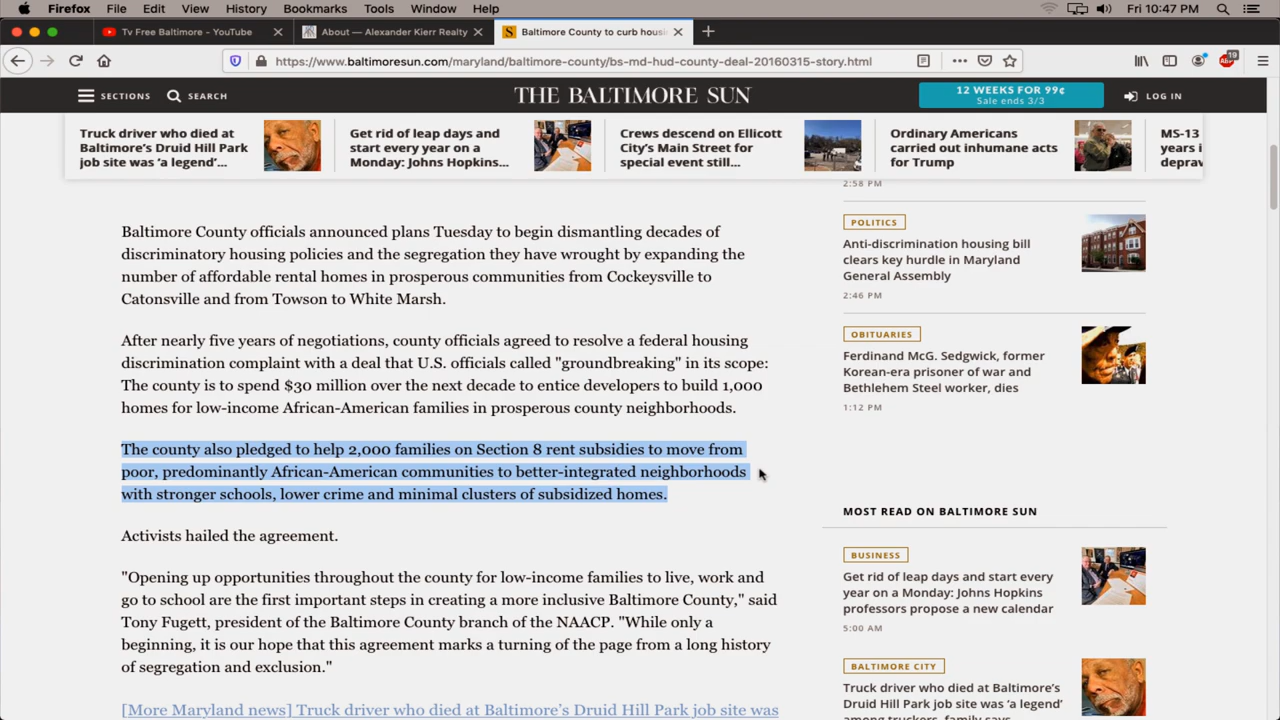 Firefox File Edit View History Bookmarks Tools Window Help Fri 10:47 PM
Tv Free Baltimore - YouTube
About — Alexander Kierr Realty
Baltimore County to curb housi
https://www.baltimoresun.com/maryland/baltimore-county/bs-md-hud-county-deal-20160315-story.html
19
SECTIONS
SEARCH
THE BALTIMORE SUN
12 WEEKS FOR 99¢
Sale ends 3/3
LOG IN
Truck driver who died at
Baltimore's Druid Hill Park
job site was 'a legend'...
Get rid of leap days and
start every year on a
Monday: Johns Hopkins...
Crews descend on Ellicott
City's Main Street for
special event still...
Ordinary Americans
carried out inhumane acts
for Trump
MS-13
years i
deprav
Baltimore County officials announced plans Tuesday to begin dismantling decades of
discriminatory housing policies and the segregation they have wrought by expanding the
number of affordable rental homes in prosperous communities from Cockeysville to
Catonsville and from Towson to White Marsh.
After nearly five years of negotiations, county officials agreed to resolve a federal housing
discrimination complaint with a deal that U.S. officials called "groundbreaking" in its scope:
The county is to spend $30 million over the next decade to entice developers to build 1,000
homes for low-income African-American families in prosperous county neighborhoods.
The county also pledged to help 2,000 families on Section 8 rent subsidies to move from
poor, predominantly African-American communities to better-integrated neighborhoods
with stronger schools, lower crime and minimal clusters of subsidized homes.
Activists hailed the agreement.
"Opening up opportunities throughout the county for low-income families to live, work and
go to school are the first important steps in creating a more inclusive Baltimore County," said
Tony Fugett, president of the Baltimore County branch of the NAACP. "While only a
beginning, it is our hope that this agreement marks a turning of the page from a long history
of segregation and exclusion."
[More Maryland news] Truck driver who died at Baltimore's Druid Hill Park job site was
2:58 PM
POLITICS
Anti-discrimination housing bill
clears key hurdle in Maryland
General Assembly
2:46 PM
OBITUARIES
Ferdinand McG. Sedgwick, former
Korean-era prisoner of war and
Bethlehem Steel worker, dies
1:12 PM
MOST READ ON BALTIMORE SUN
BUSINESS
Get rid of leap days and start every
year on a Monday: Johns Hopkins
professors propose a new calendar
5:00 AM
BALTIMORE CITY
Truck driver who died at Baltimore's
Druid Hill Park job site was 'a legend'
among truckers, family says